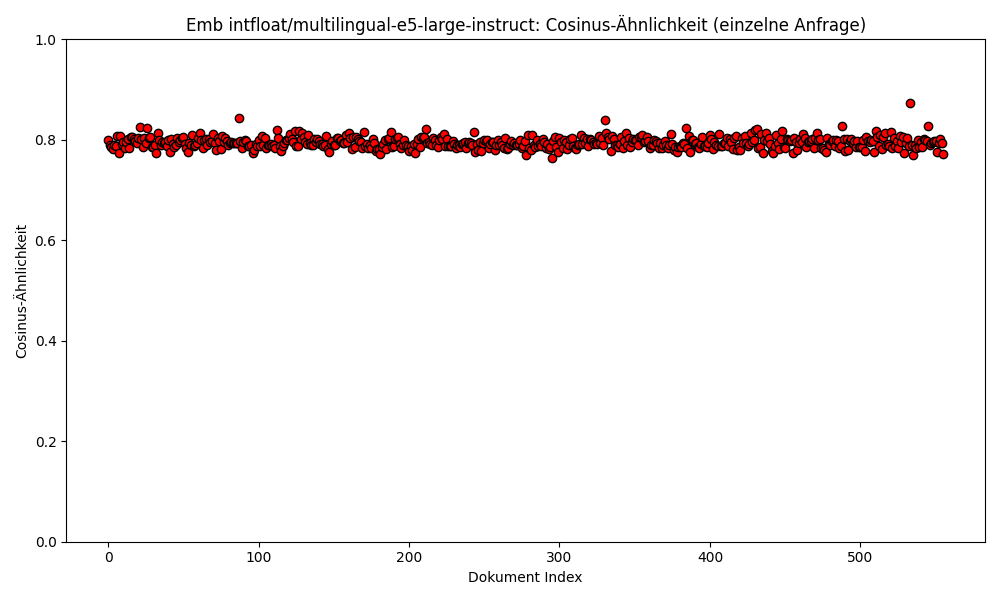 Emb intfloat/multilingual-e5-large-instruct: Cosinus-Ähnlichkeit (einzelne Anfrage)
1.0
0.8
0.6
0.4
0.2
0.0
Cosinus-Ähnlichkeit
0 100 200 300 400 500
Dokument Index